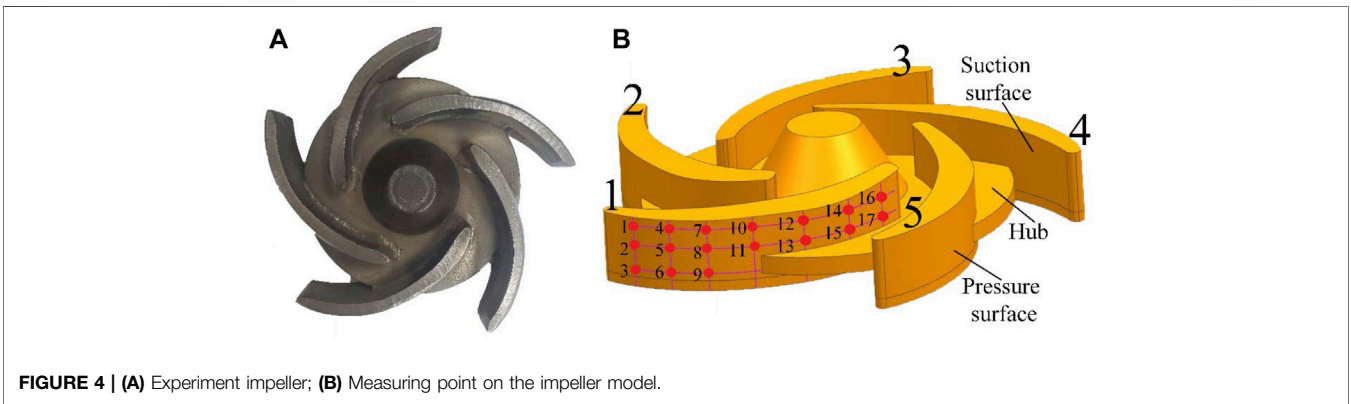 A
B
3
Suction
surface
2
4
1
16
14
12
1 4 7 10
17
5
15
13
2 5 8 11
Hub
3 6 9
Pressure
surface
FIGURE 4 | (A) Experiment impeller; (B) Measuring point on the impeller model.